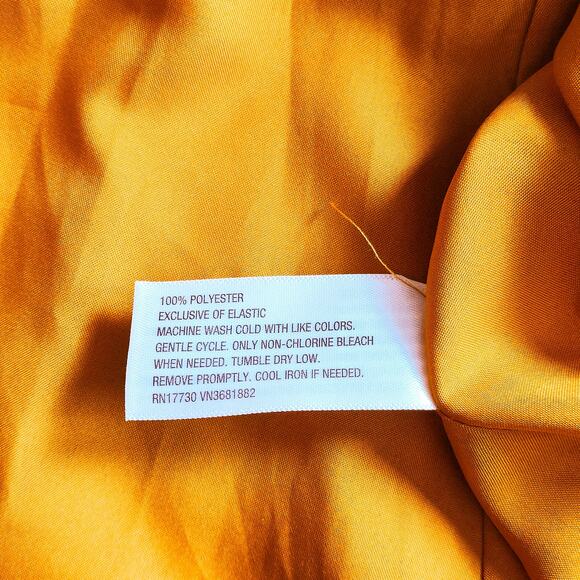 100% POLYESTER
EXCLUSIVE OF ELASTIC
MACHINE WASH COLD WITH LIKE COLORS.
GENTLE CYCLE. ONLY NON-CHLORINE BLEACH
WHEN NEEDED. TUMBLE DRY LOW.
REMOVE PROMPTLY. COOL IRON IF NEEDED.
RN17730 VN3681882